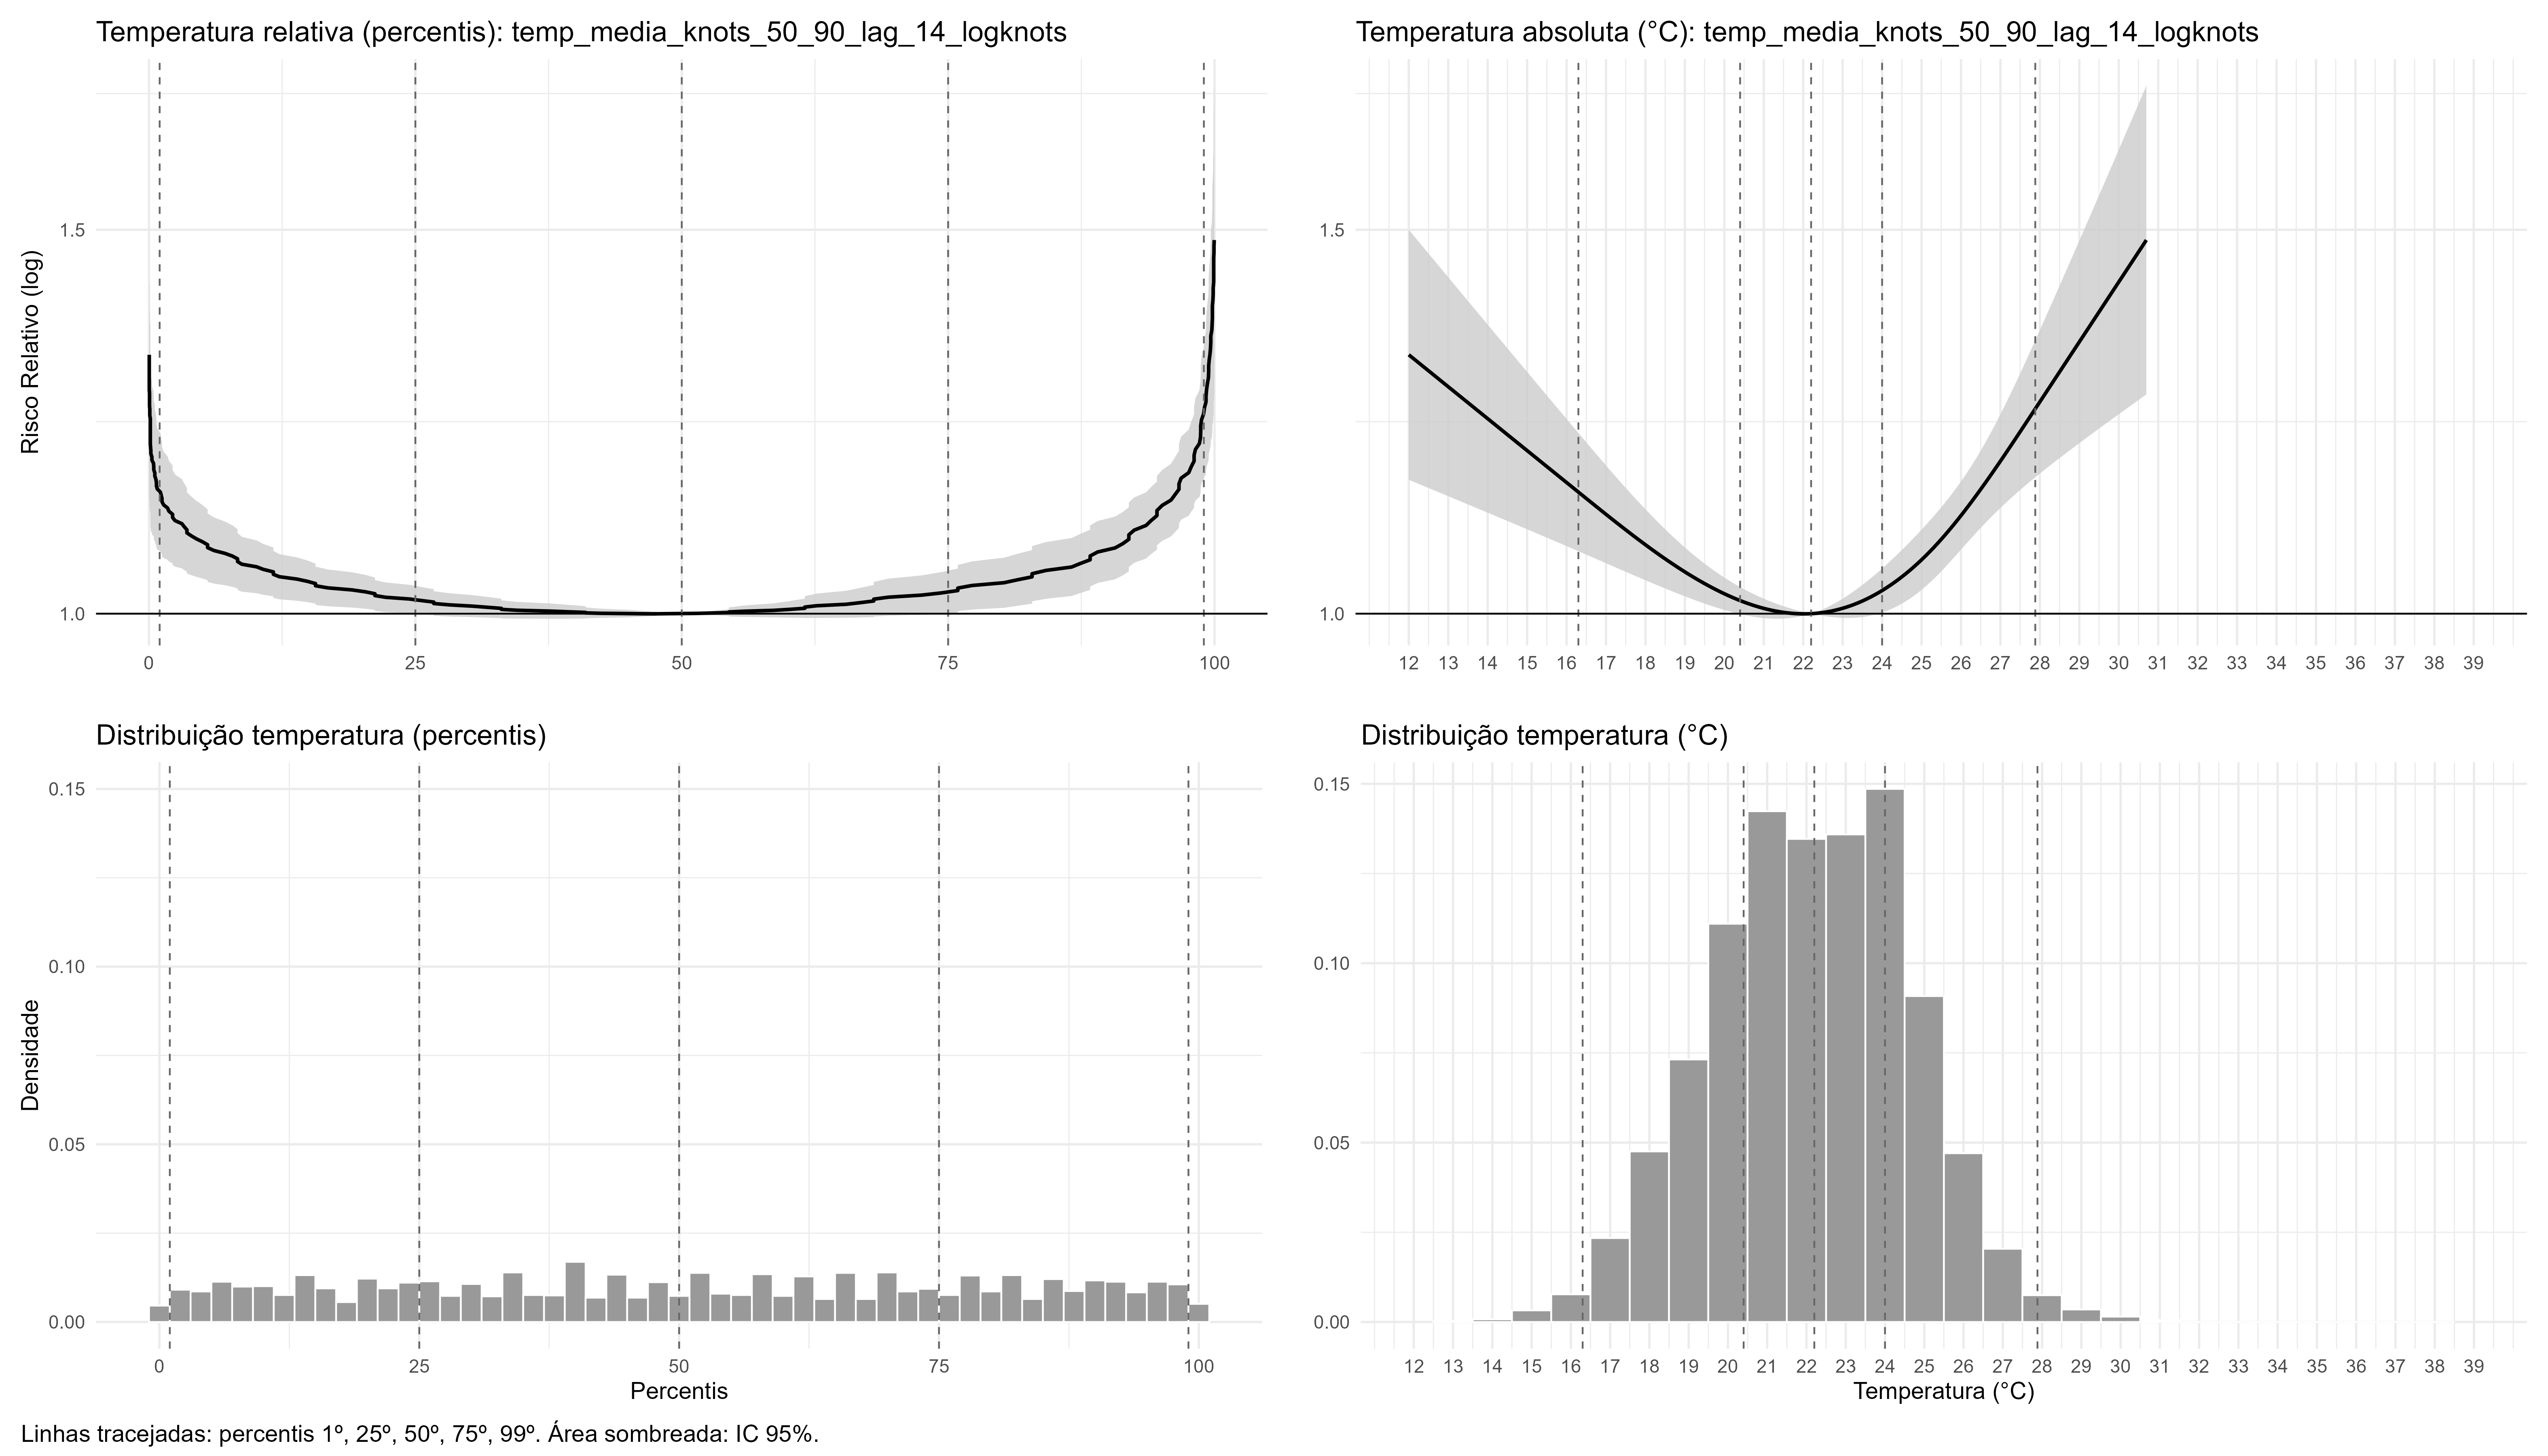 Temperatura relativa (percentis): temp_media_knots_50_90_lag_14_logknots
Risco Relativo (log)
1.5
1.0
0 25 50 75 100
Temperatura absoluta (°C): temp_media_knots_50_90_lag_14_logknots
1.5
1.0
12 13 14 15 16 17 18 19 20 21 22 23 24 25 26 27 28 29 30 31 32 33 34 35 36 37 38 39
Distribuição temperatura (percentis)
Densidade
0.15
0.10
0.05
0.00
0 25 50 75 100
Percentis
Distribuição temperatura (°C)
0.15
0.10
0.05
0.00
12 13 14 15 16 17 18 19 20 21 22 23 24 25 26 27 28 29 30 31 32 33 34 35 36 37 38 39
Temperatura (°C)
Linhas tracejadas: percentis 1º, 25º, 50º, 75º, 99º. Área sombreada: IC 95%.